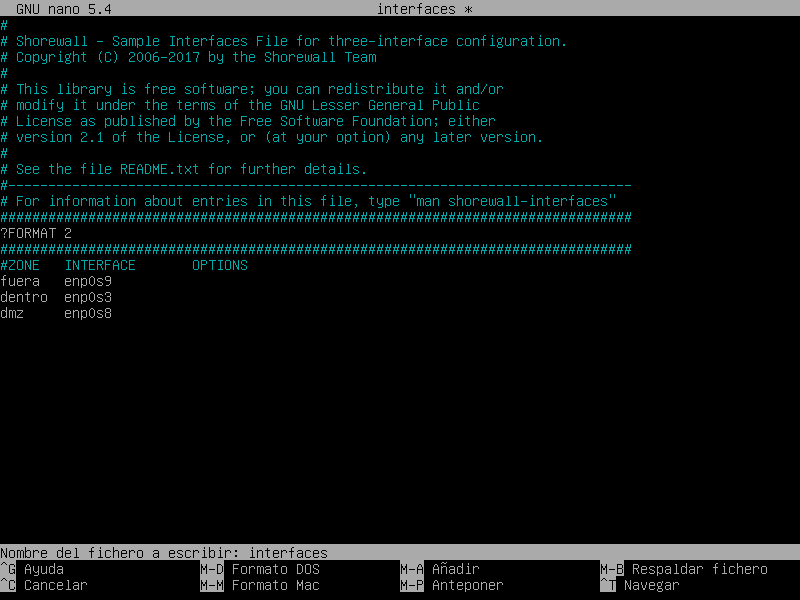 GNU nano 5.4 interfaces *
#
# Shorewall - Sample Interfaces File for three-interface configuration.
# Copyright (C) 2006-2017 by the Shorewall Team
#
# This library is free software; you can redistribute it and/or
# modify it under the terms of the GNU Lesser General Public
# License as published by the Free Software Foundation; either
# version 2.1 of the License, or (at your option) any later version.
#
# See the file README.txt for further details.
#------------------------------------------------------------------------------
# For information about entries in this file, type "man shorewall-interfaces"
###############################################################################
?FORMAT 2
###############################################################################
#ZONE   INTERFACE       OPTIONS
fuera   enp0s9
dentro  enp0s3
dmz     enp0s8
Nombre del fichero a escribir: interfaces
^G Ayuda M-D Formato DOS M-A Añadir M-B Respaldar fichero
^C Cancelar M-M Formato Mac M-P Anteponer ^T Navegar